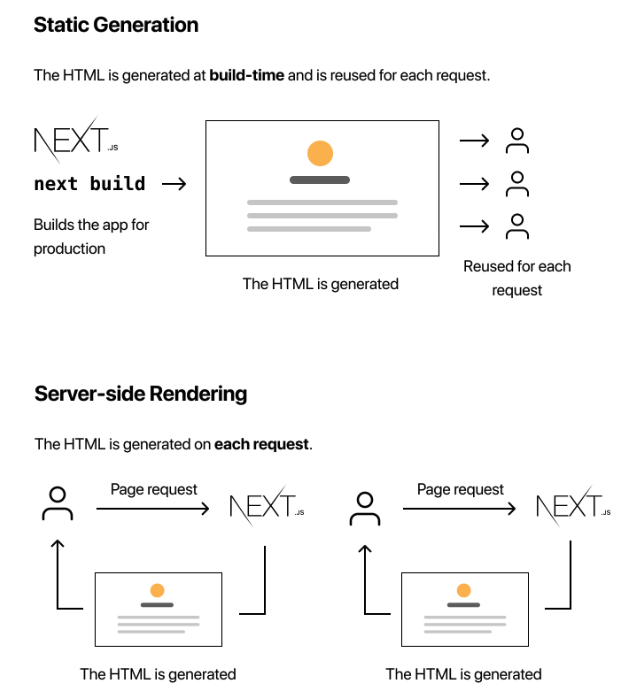 Static Generation
The HTML is generated at build-time and is reused for each request.
NEXT.JS
next build
Builds the app for
production
The HTML is generated
Reused for each
request
Server-side Rendering
The HTML is generated on each request.
Page request
NEXT.JS
The HTML is generated
Page request
NEXT.JS
The HTML is generated